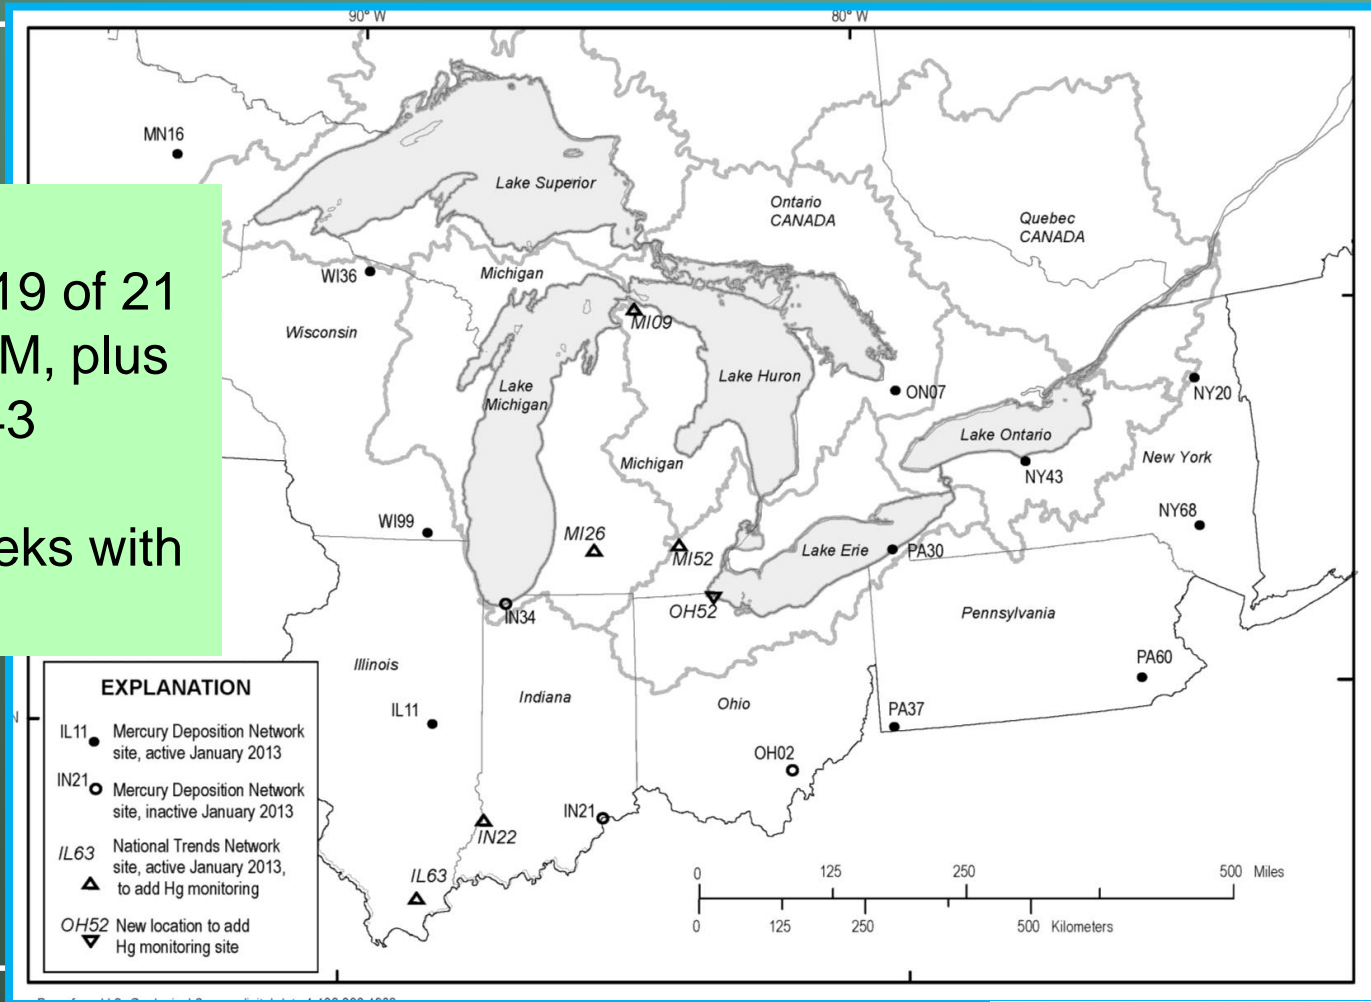 90° W
80° W
MN16
Lake Superior
Ontario
CANADA
Quebec
CANADA
19 of 21
M, plus
with
WI36
Michigan
Wisconsin
MI09
Lake
Michigan
Lake Huron
ON07
NY20
Lake Ontario
NY43
New York
Michigan
WI99
MI26
MI52
NY68
Lake Erie
PA30
IN34
OH52
Pennsylvania
Illinois
Indiana
Ohio
PA60
IL11
PA37
OH02
IN21
IN22
IL63
EXPLANATION
IL11 Mercury Deposition Network
site, active January 2013
IN21 Mercury Deposition Network
site, inactive January 2013
IL63 National Trends Network
site, active January 2013,
to add Hg monitoring
OH52 New location to add
Hg monitoring site
0 125 250 500 Miles
0 125 250 500 Kilometers